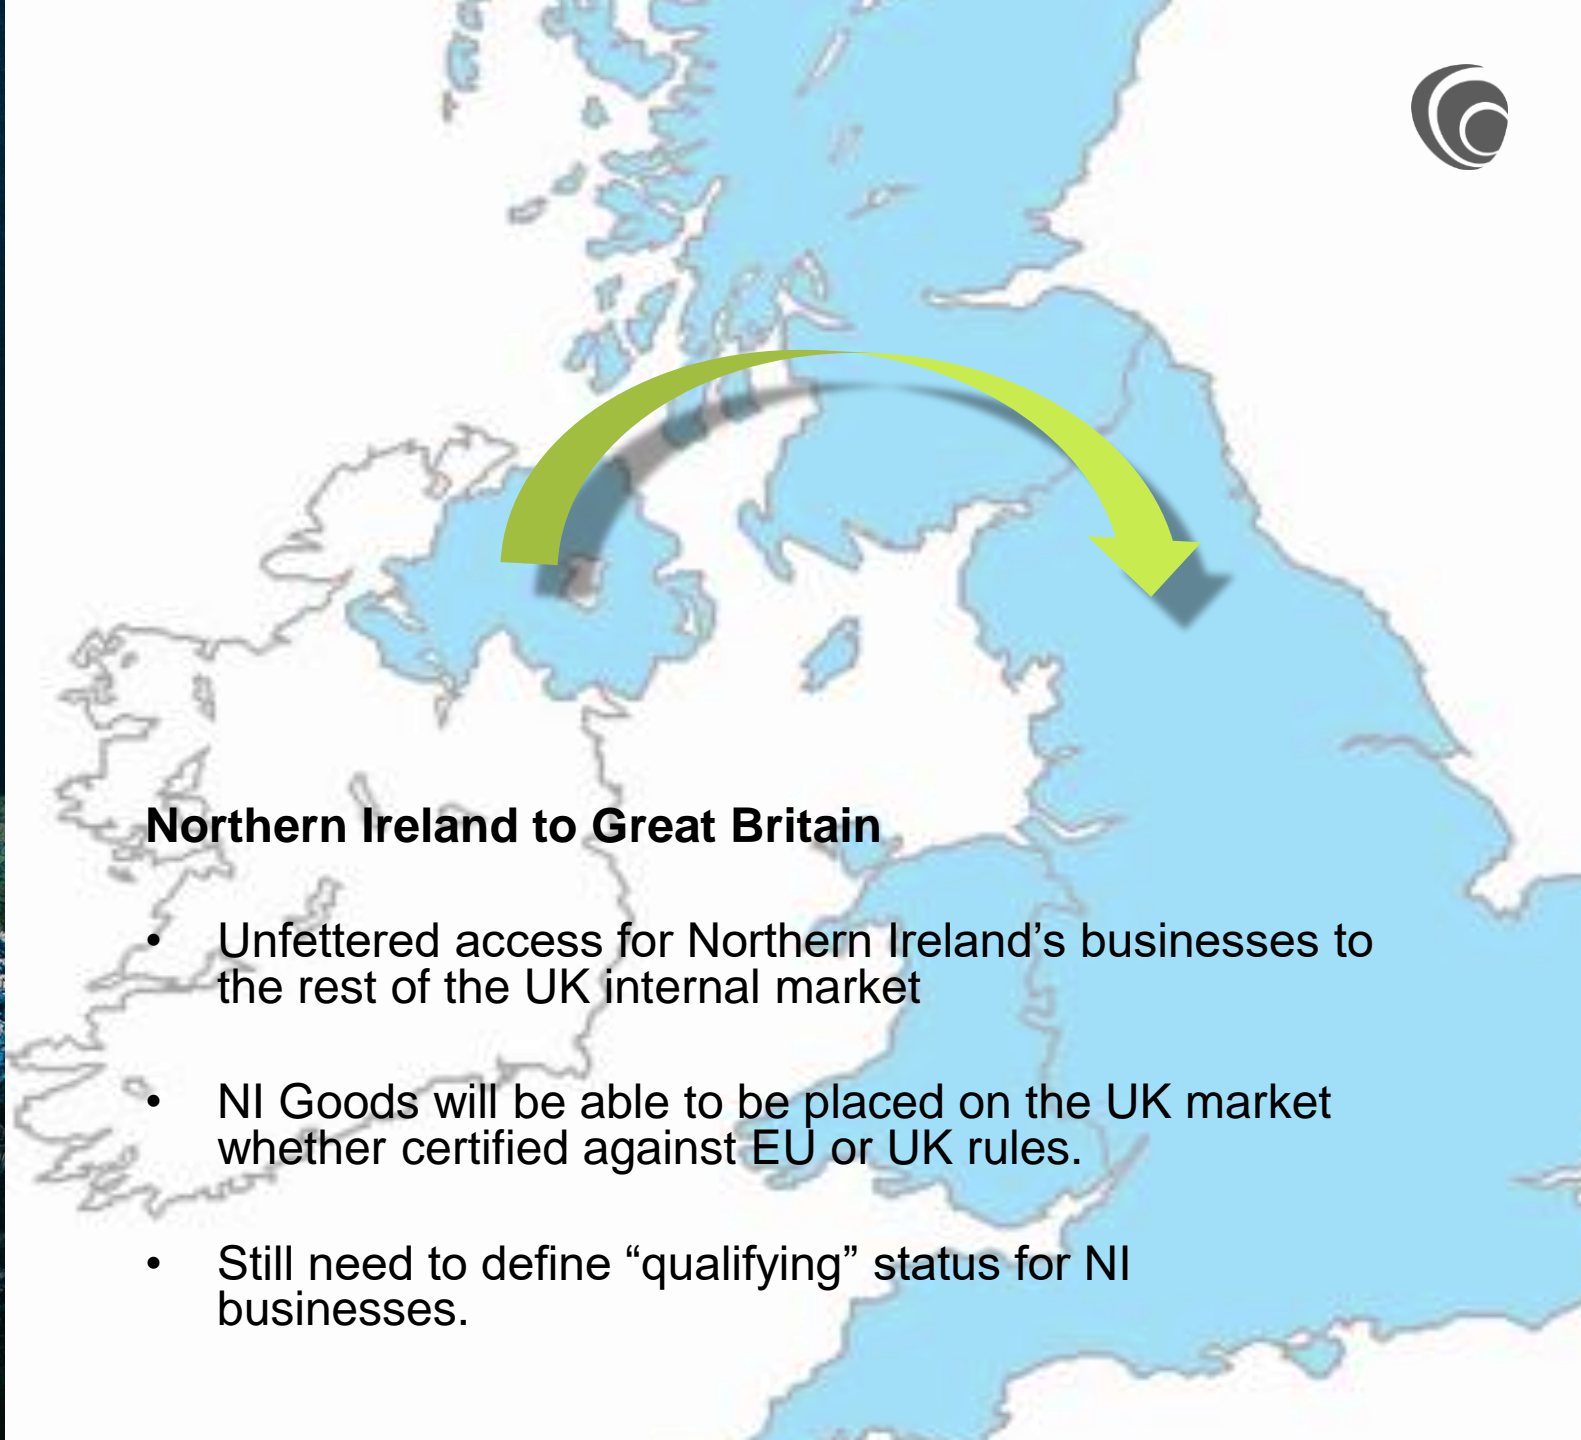 Northern Ireland to Great Britain
• Unfettered access for Northern Ireland’s businesses to
the rest of the UK internal market
• NI Goods will be able to be placed on the UK market
whether certified against EU or UK rules.
• Still need to define “qualifying” status for NI
businesses.